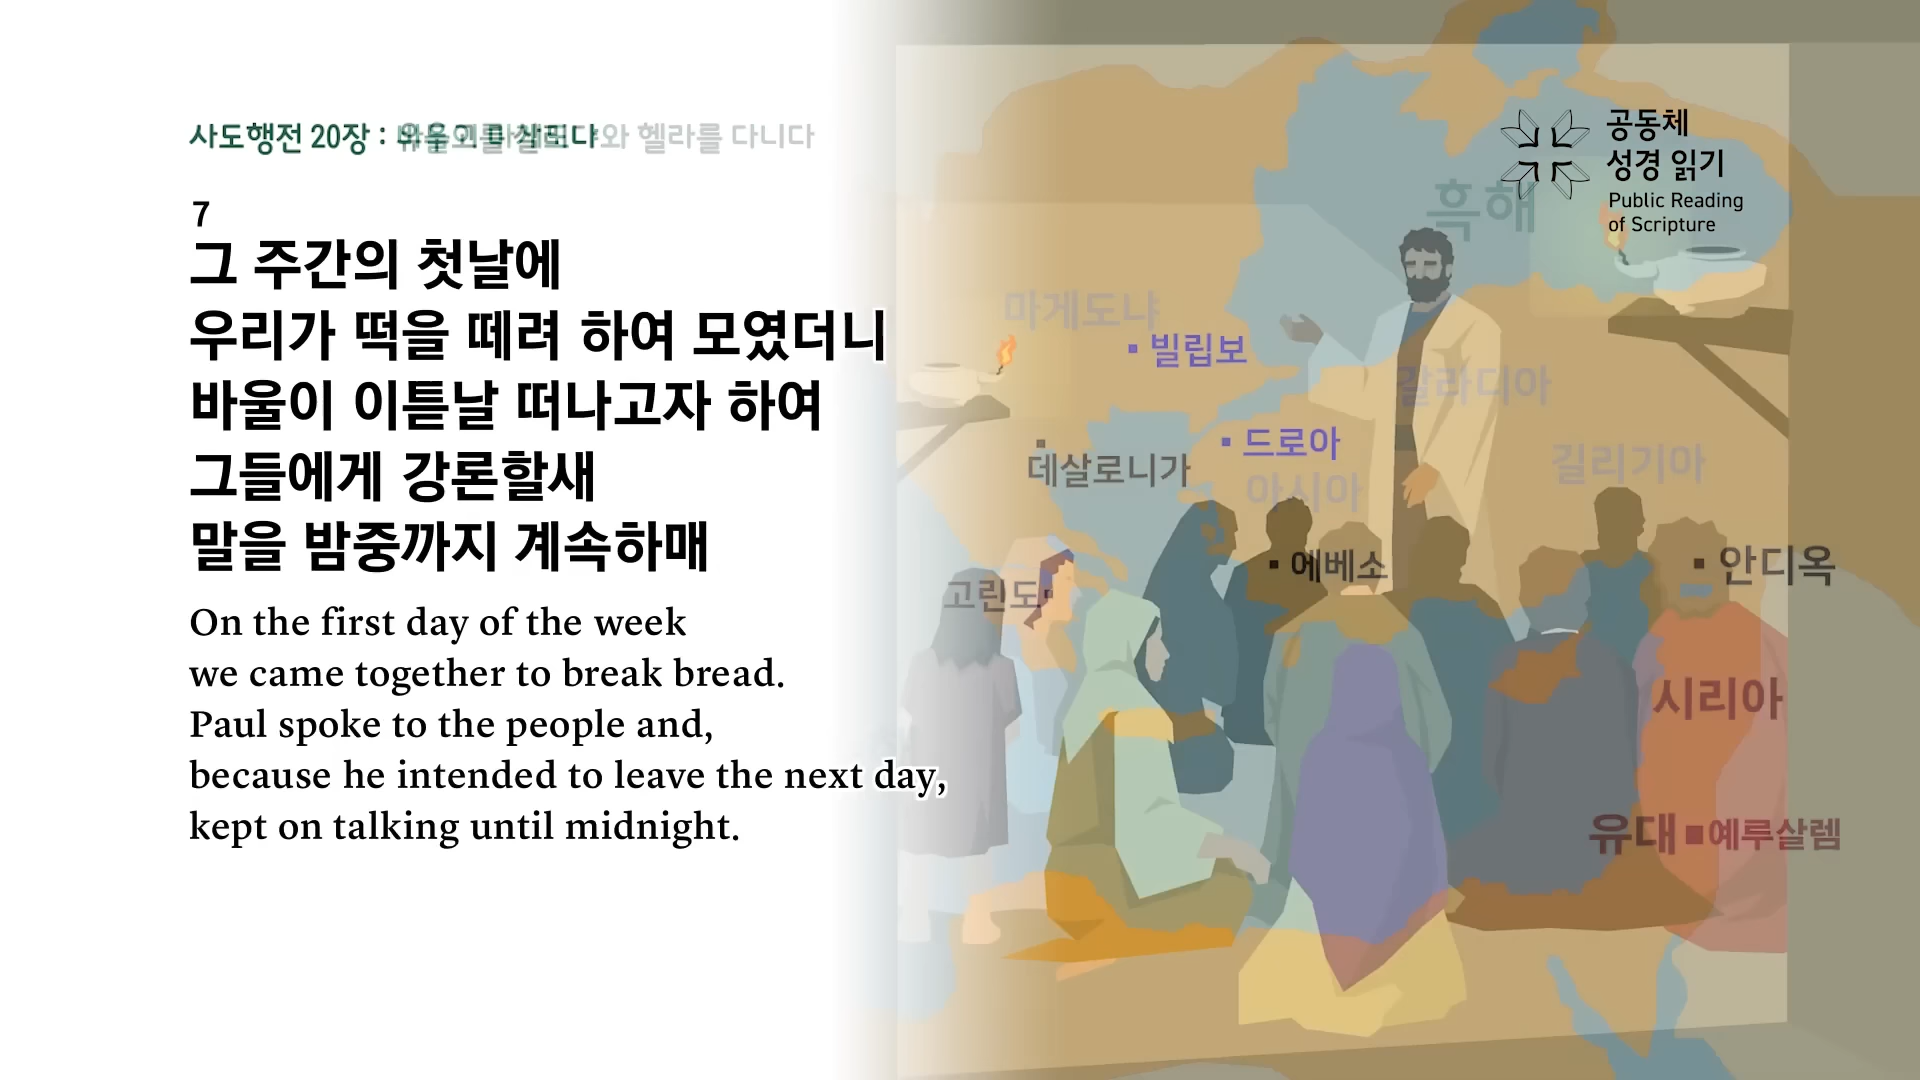 사도행전 20장 :
7
그 주간의 첫날에
우리가 떡을 떼려 하여 모였더니
바울이 이튿날 떠나고자 하여
그들에게 강론할새
말을 밤중까지 계속하매
On the first day of the week
we came together to break bread.
Paul spoke to the people and,
because he intended to leave the next day,
kept on talking until midnight.
공동체
성경 읽기
Public Reading
of Scripture
흑해
마게도냐
빌립보
갈라디아
드로아
데살로니가
아시아
길리기아
에베소
안디옥
고린도
시리아
유대
예루살렘